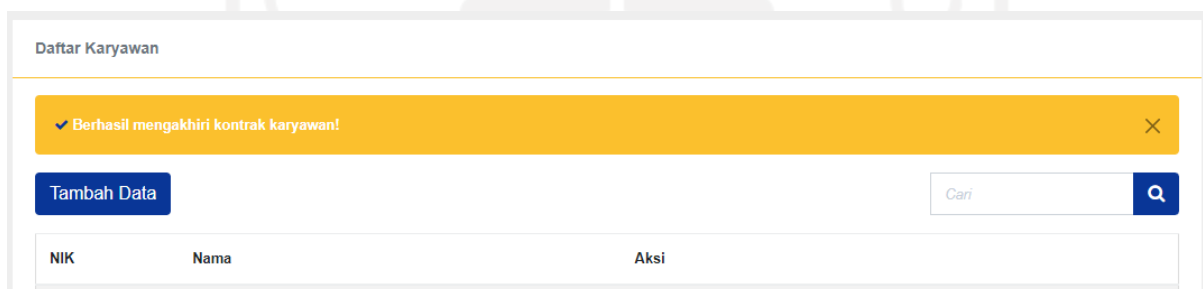 Daftar Karyawan
Berhasil mengakhiri kontrak karyawan!
Tambah Data
Cari
NIK Nama Aksi